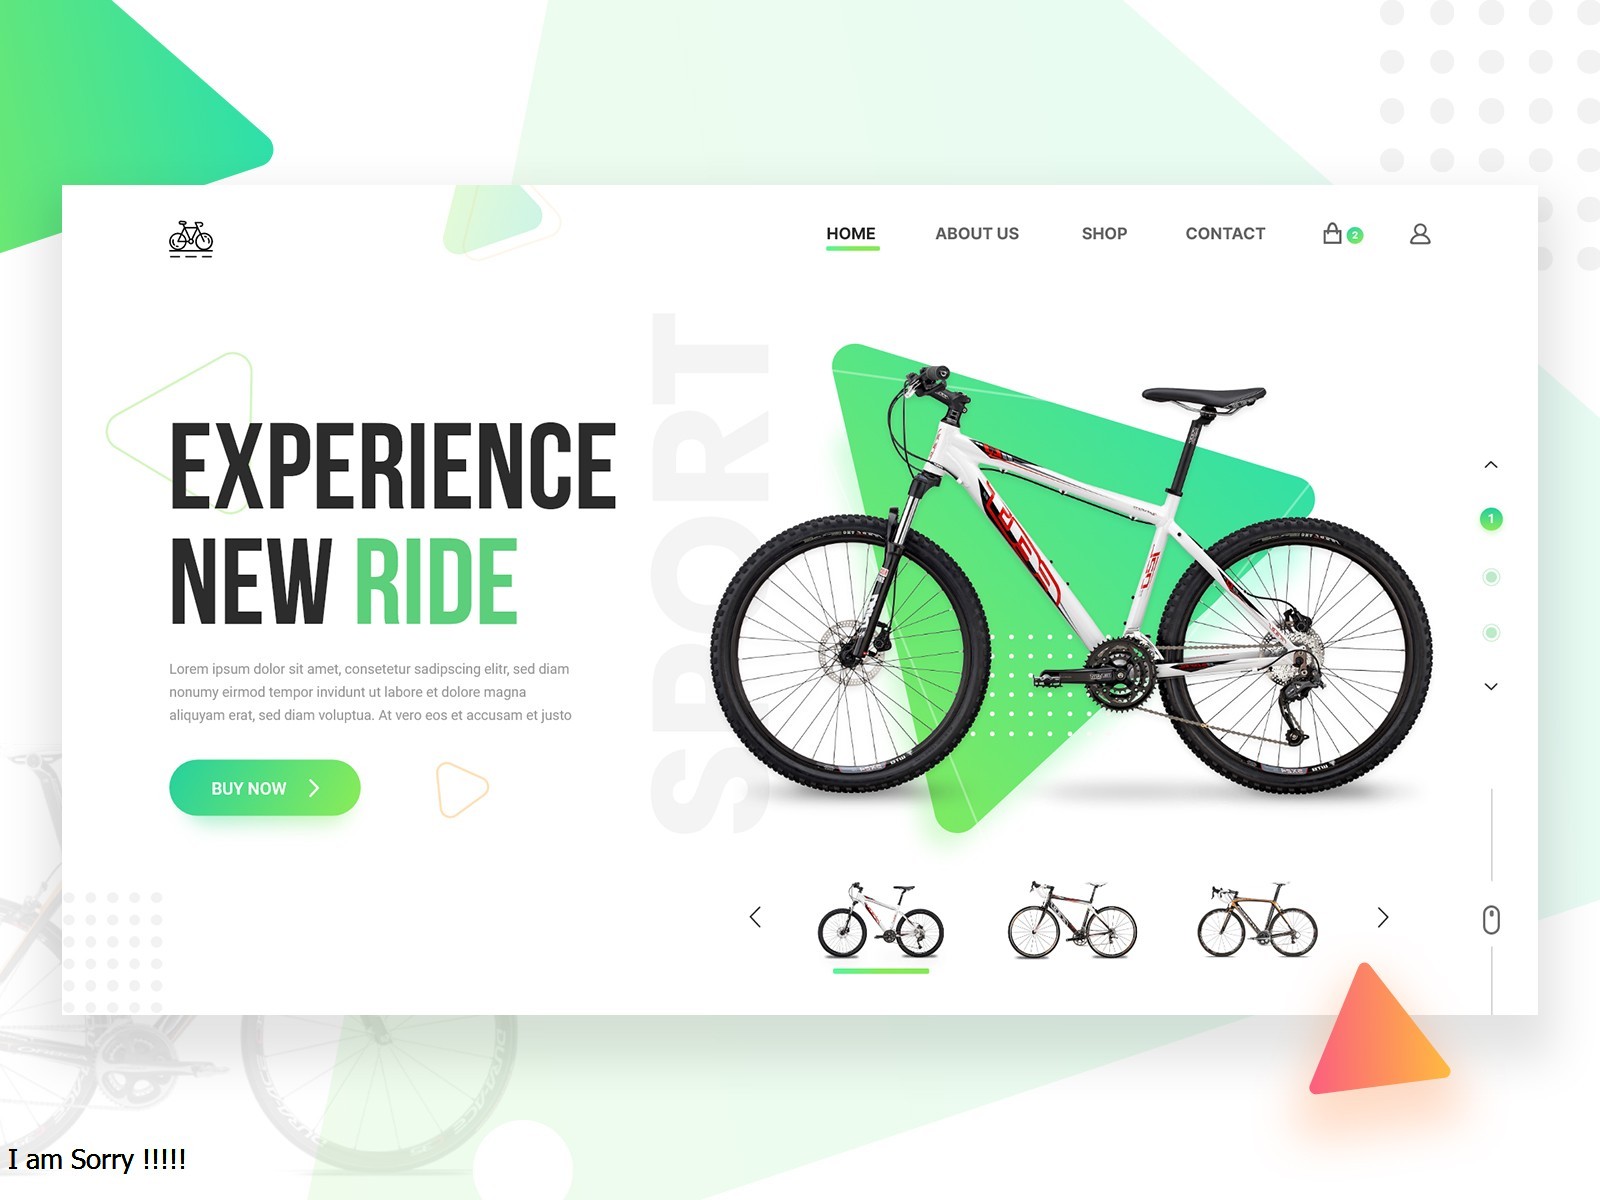 HOME ABOUT US SHOP CONTACT 2
SPORT
EXPERIENCE
NEW RIDE
1
Lorem ipsum dolor sit amet, consetetur sadipscing elitr, sed diam
nonumy eirmod tempor invidunt ut labore et dolore magna
aliquyam erat, sed diam voluptua. At vero eos et accusam et justo
BUY NOW
I am Sorry !!!!!